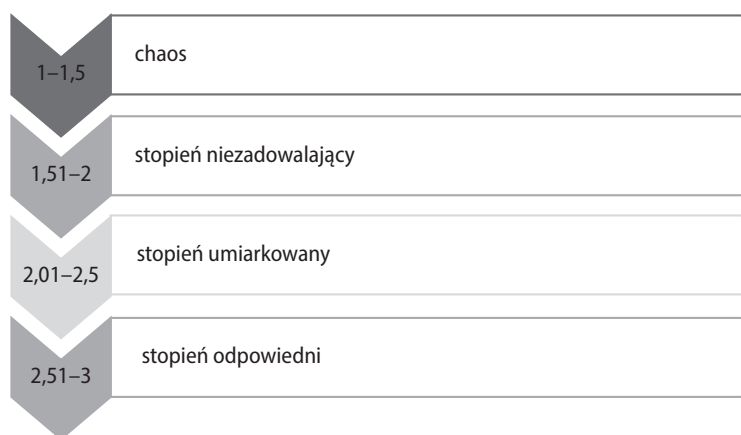 1–1,5
chaos
1,51–2
stopień niezadowalający
2,01–2,5
stopień umiarkowany
2,51–3
stopień odpowiedni